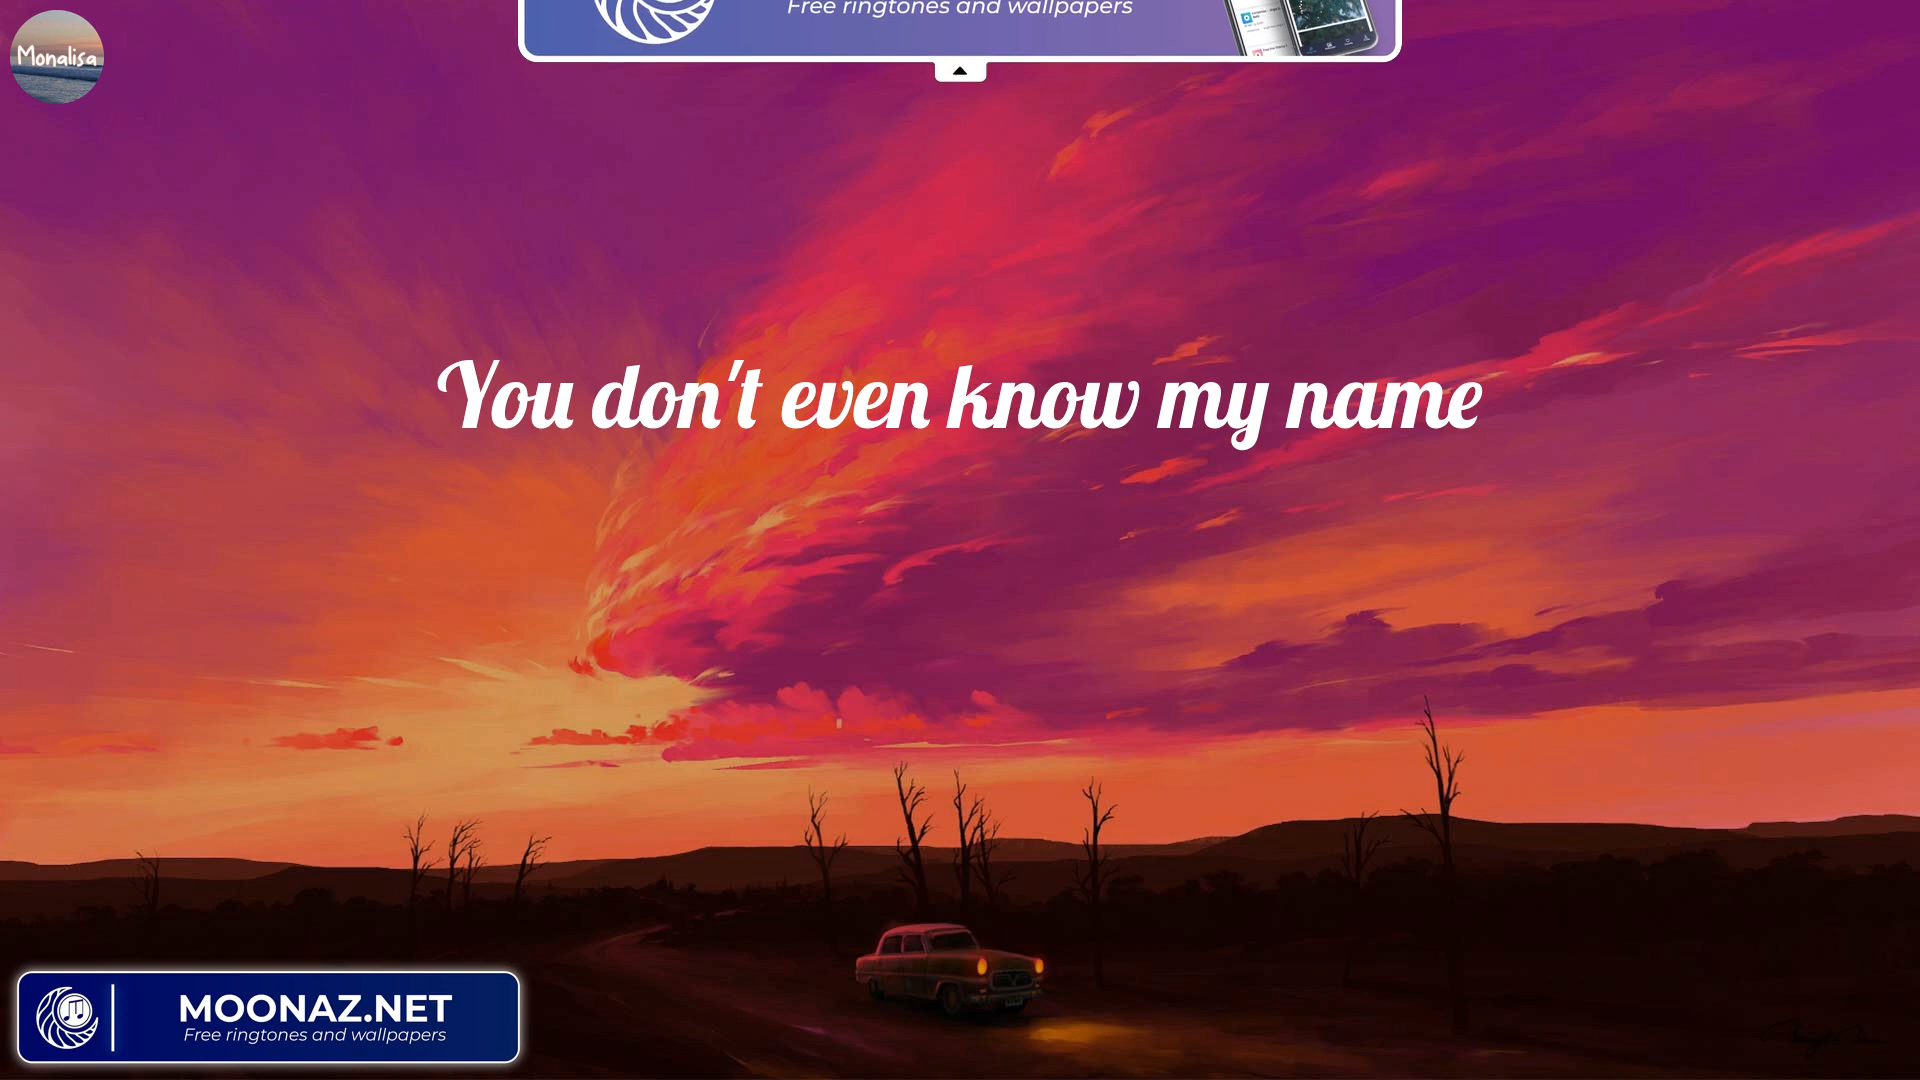 Free ringtones and wallpapers
Monalisa
You don't even know my name
MOONAZ.NET
Free ringtones and wallpapers